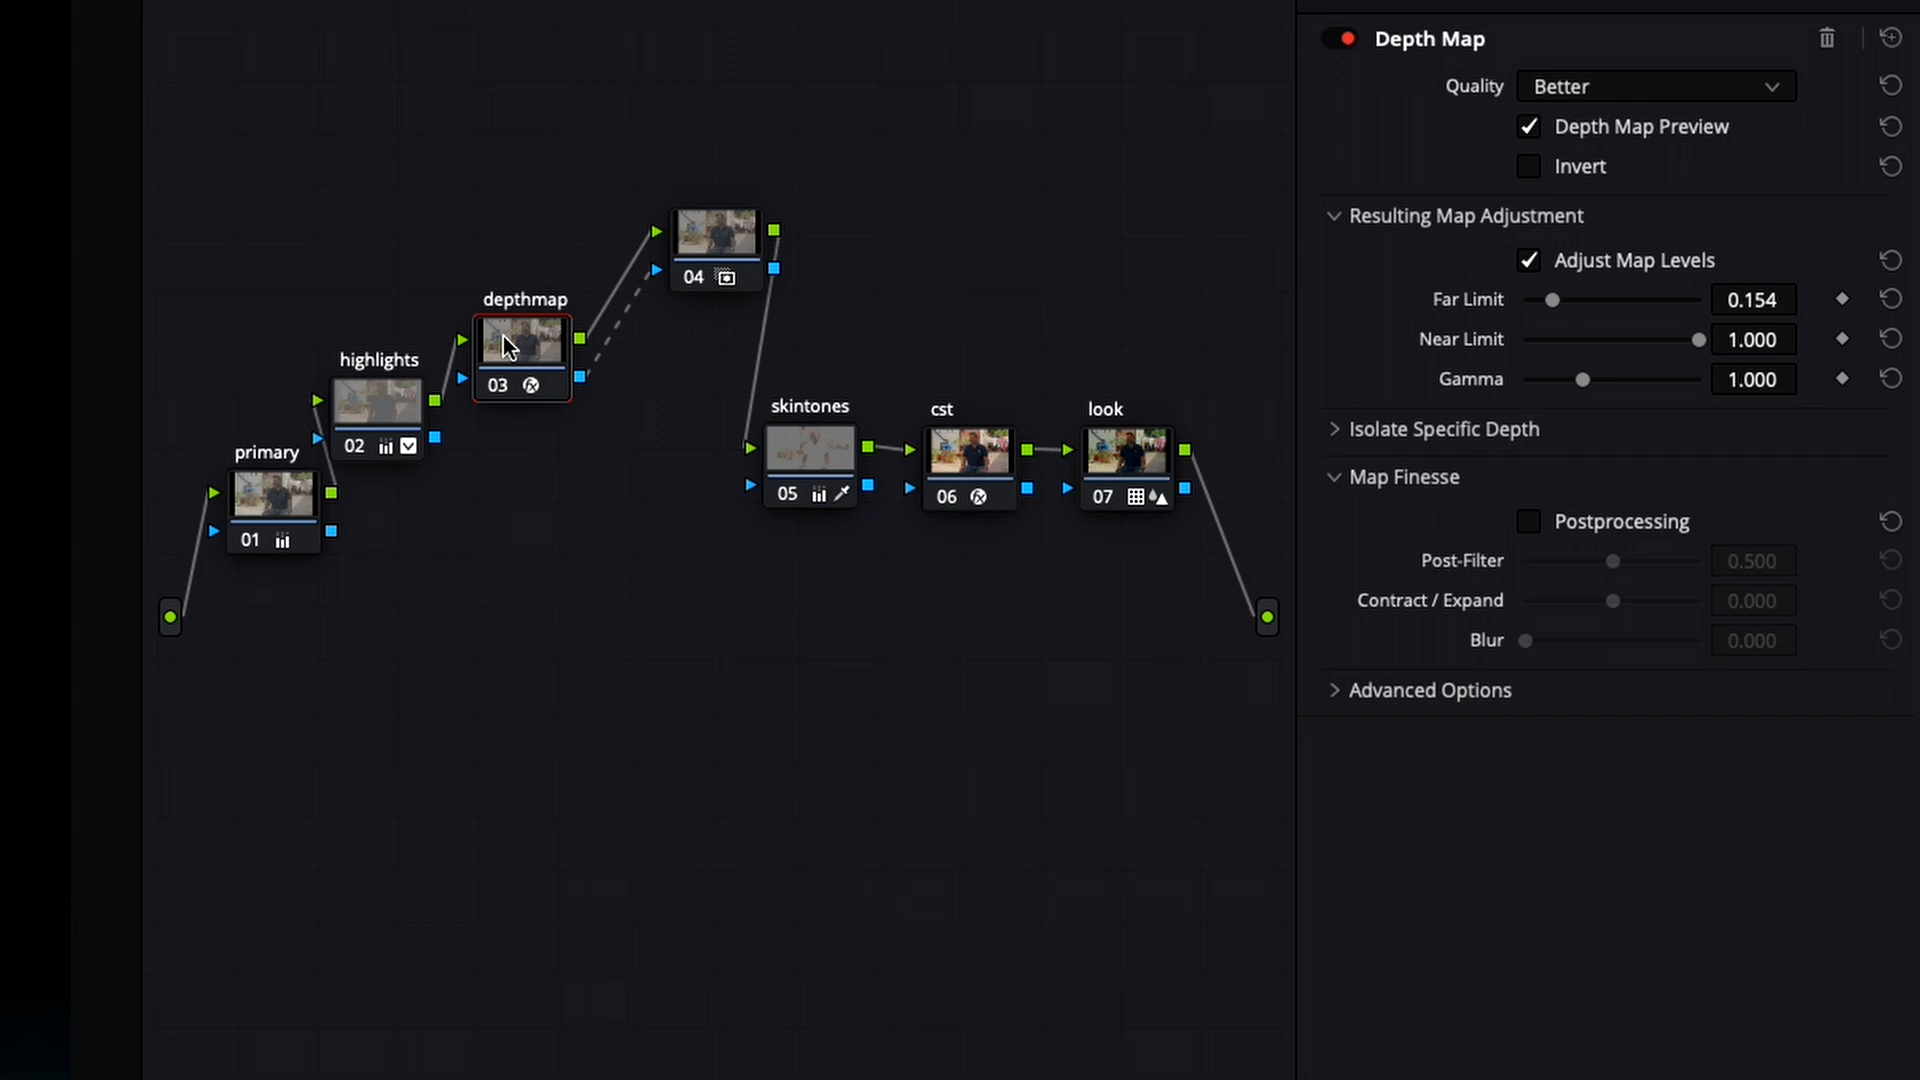 Depth Map
Quality Better
Depth Map Preview
Invert
Resulting Map Adjustment
Adjust Map Levels
Far Limit 0.154
Near Limit 1.000
Gamma 1.000
Isolate Specific Depth
Map Finesse
Postprocessing
Post-Filter 0.500
Contract / Expand 0.000
Blur 0.000
Advanced Options
04
depthmap
03
highlights
02
primary
01
skintones
05
cst
06
look
07